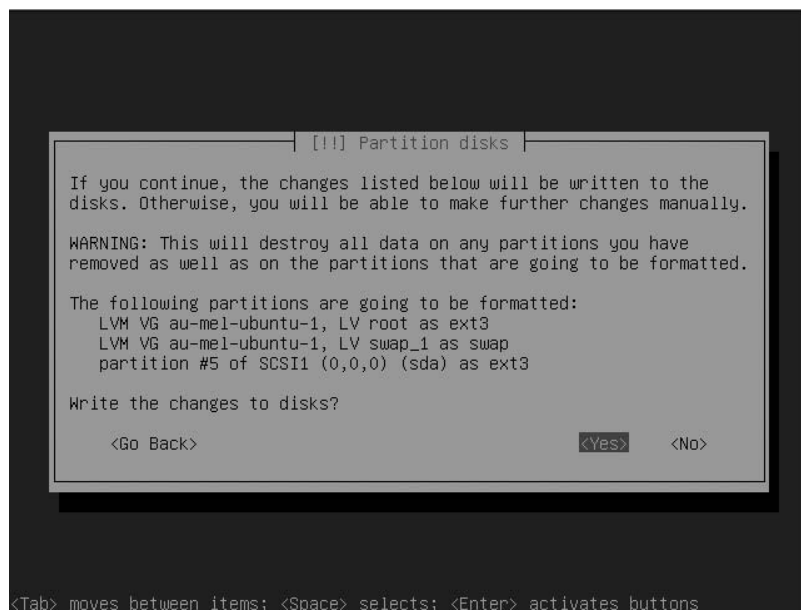 [!!] Partition disks
If you continue, the changes listed below will be written to the
disks. Otherwise, you will be able to make further changes manually.
WARNING: This will destroy all data on any partitions you have
removed as well as on the partitions that are going to be formatted.
The following partitions are going to be formatted:
LVM VG au-mel-ubuntu-1, LV root as ext3
LVM VG au-mel-ubuntu-1, LV swap_1 as swap
partition #5 of SCSI1 (0,0,0) (sda) as ext3
Write the changes to disks?
<Go Back> <Yes> <No>
<Tab> moves between items; <Space> selects; <Enter> activates buttons